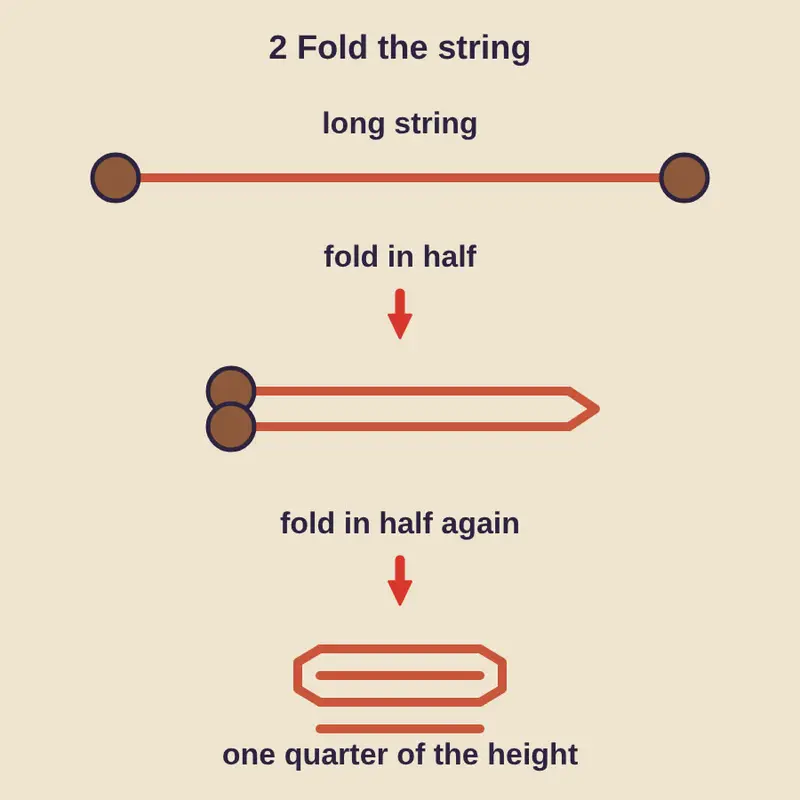 2 Fold the string
long string
fold in half
fold in half again
one quarter of the height